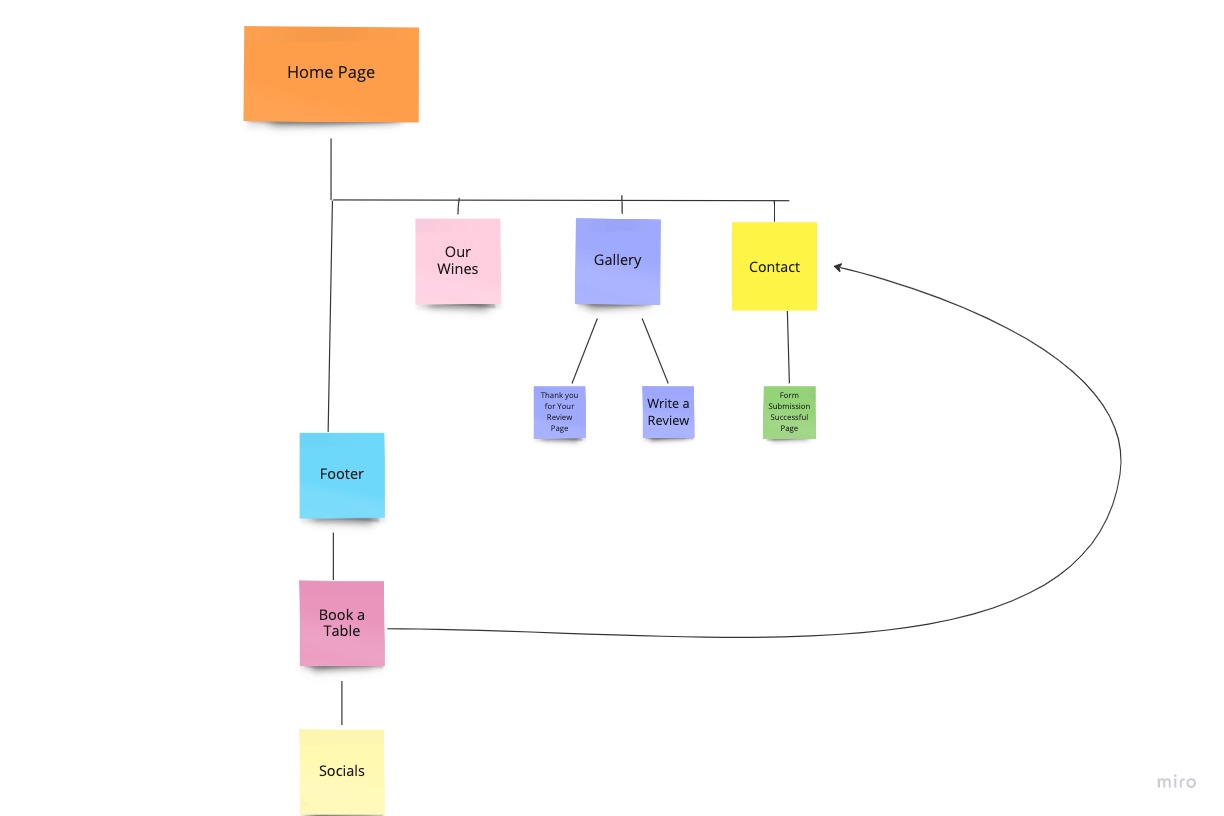 Home Page
Our
Wines
Gallery
Contact
Thank you
for Your
Review
Page
Write a
Review
Form
Submission
Successful
Page
Footer
Book a
Table
Socials
miro